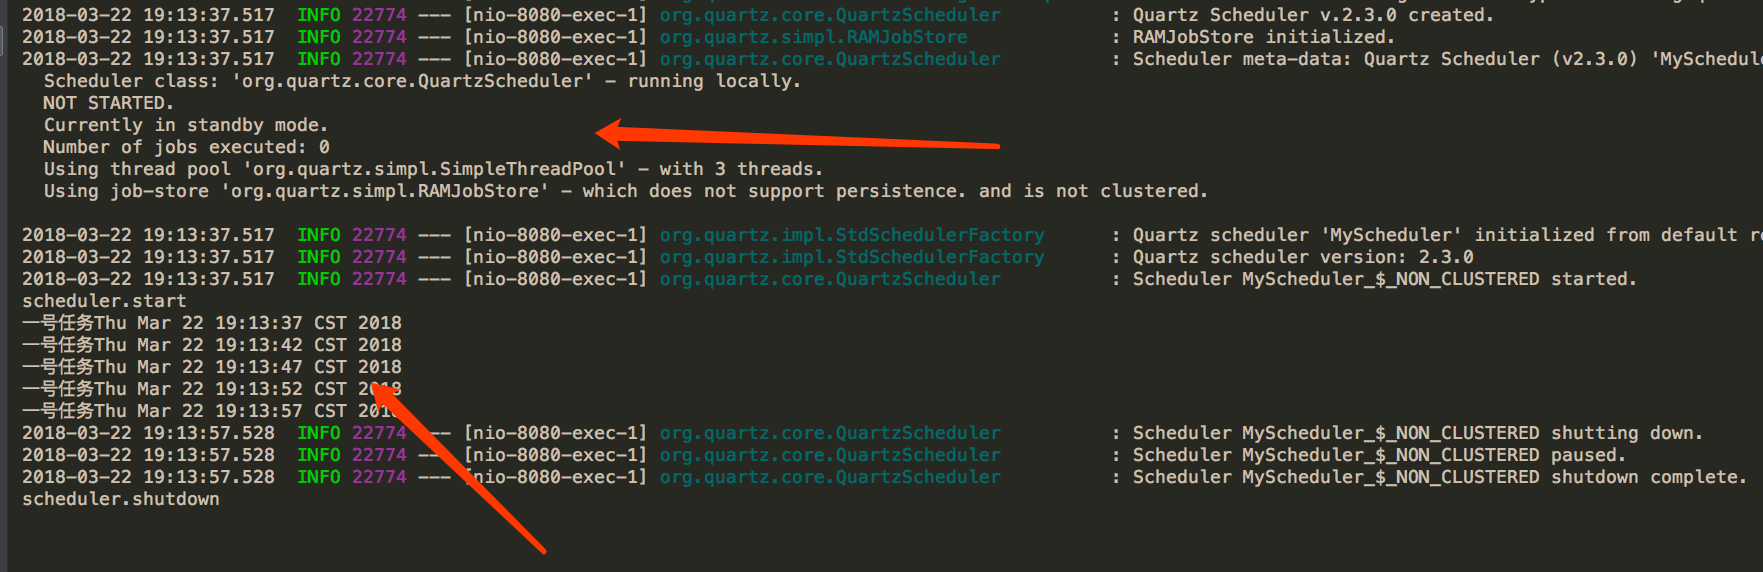 2018-03-22 19:13:37.517  INFO 22774 --- [nio-8080-exec-1] org.quartz.core.QuartzScheduler          : Quartz Scheduler v.2.3.0 created.
2018-03-22 19:13:37.517  INFO 22774 --- [nio-8080-exec-1] org.quartz.simpl.RAMJobStore             : RAMJobStore initialized.
2018-03-22 19:13:37.517  INFO 22774 --- [nio-8080-exec-1] org.quartz.core.QuartzScheduler          : Scheduler meta-data: Quartz Scheduler (v2.3.0) 'MySchedule
  Scheduler class: 'org.quartz.core.QuartzScheduler' - running locally.
  NOT STARTED.
  Currently in standby mode.
  Number of jobs executed: 0
  Using thread pool 'org.quartz.simpl.SimpleThreadPool' - with 3 threads.
  Using job-store 'org.quartz.simpl.RAMJobStore' - which does not support persistence. and is not clustered.
2018-03-22 19:13:37.517  INFO 22774 --- [nio-8080-exec-1] org.quartz.impl.StdSchedulerFactory      : Quartz scheduler 'MyScheduler' initialized from default re
2018-03-22 19:13:37.517  INFO 22774 --- [nio-8080-exec-1] org.quartz.impl.StdSchedulerFactory      : Quartz scheduler version: 2.3.0
2018-03-22 19:13:37.517  INFO 22774 --- [nio-8080-exec-1] org.quartz.core.QuartzScheduler          : Scheduler MyScheduler_$_NON_CLUSTERED started.
scheduler.start
一号任务Thu Mar 22 19:13:37 CST 2018
一号任务Thu Mar 22 19:13:42 CST 2018
一号任务Thu Mar 22 19:13:47 CST 2018
一号任务Thu Mar 22 19:13:52 CST 2018
一号任务Thu Mar 22 19:13:57 CST 2018
2018-03-22 19:13:57.528  INFO 22774 --- [nio-8080-exec-1] org.quartz.core.QuartzScheduler          : Scheduler MyScheduler_$_NON_CLUSTERED shutting down.
2018-03-22 19:13:57.528  INFO 22774 --- [nio-8080-exec-1] org.quartz.core.QuartzScheduler          : Scheduler MyScheduler_$_NON_CLUSTERED paused.
2018-03-22 19:13:57.528  INFO 22774 --- [nio-8080-exec-1] org.quartz.core.QuartzScheduler          : Scheduler MyScheduler_$_NON_CLUSTERED shutdown complete.
scheduler.shutdown